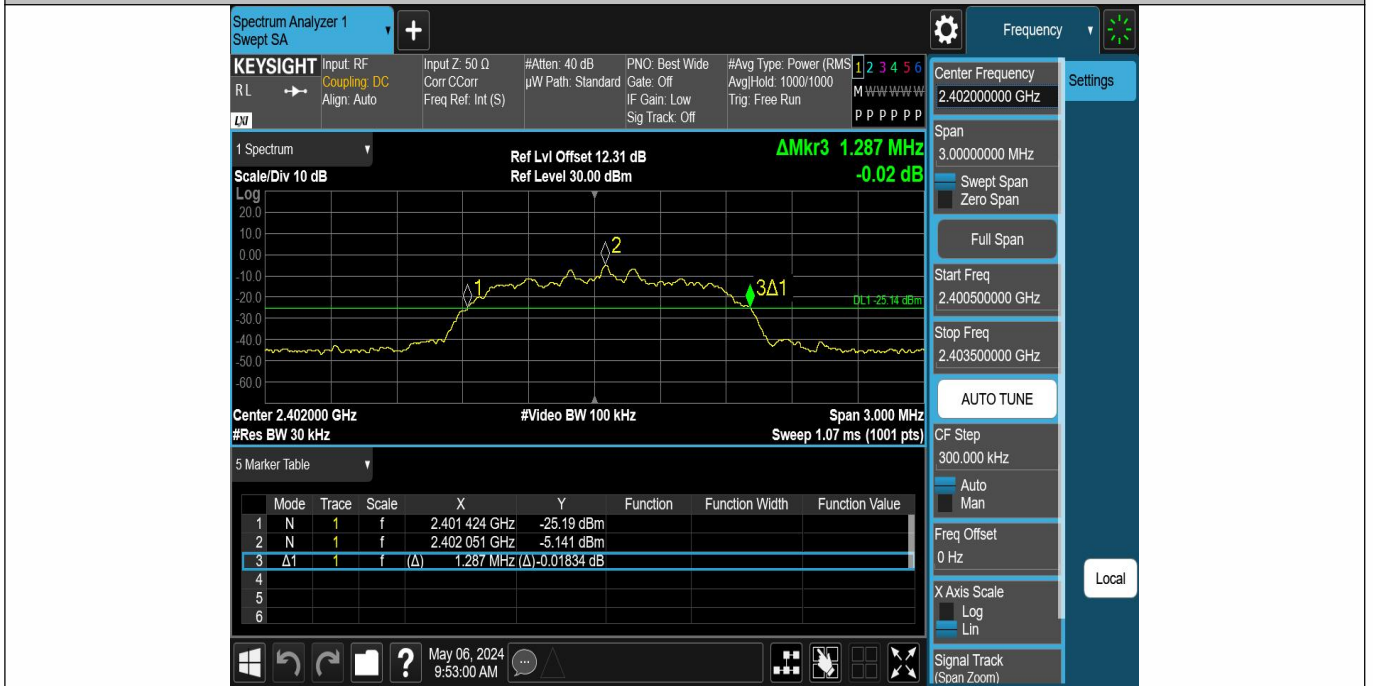 Spectrum Analyzer 1
Swept SA
Frequency
KEYSIGHT
RL
LXI
Input: RF
Coupling: DC
Align: Auto
Input Z: 50 Ω
Corr CCorr
Freq Ref: Int (S)
#Atten: 40 dB
µW Path: Standard
PNO: Best Wide
Gate: Off
IF Gain: Low
Sig Track: Off
#Avg Type: Power (RMS
Avg|Hold: 1000/1000
Trig: Free Run
1 2 3 4 5 6
M W W W W W
P P P P P P
1 Spectrum
Scale/Div 10 dB
Ref Lvl Offset 12.31 dB
Ref Level 30.00 dBm
ΔMkr3 1.287 MHz
-0.02 dB
Log
20.0
10.0
0.00
-10.0
-20.0
-30.0
-40.0
-50.0
-60.0
1
2
3Δ1
DL1 -25.14 dBm
Center 2.402000 GHz
#Video BW 100 kHz
Span 3.000 MHz
#Res BW 30 kHz
Sweep 1.07 ms (1001 pts)
5 Marker Table
Mode Trace Scale X Y Function Function Width Function Value
1 N 1 f 2.401 424 GHz -25.19 dBm
2 N 1 f 2.402 051 GHz -5.141 dBm
3 Δ1 1 f (Δ) 1.287 MHz (Δ)-0.01834 dB
4
5
6
May 06, 2024
9:53:00 AM
?
Center Frequency
2.402000000 GHz
Span
3.00000000 MHz
Swept Span
Zero Span
Full Span
Start Freq
2.400500000 GHz
Stop Freq
2.403500000 GHz
AUTO TUNE
CF Step
300.000 kHz
Auto
Man
Freq Offset
0 Hz
X Axis Scale
Log
Lin
Signal Track
(Span Zoom)
Settings
Local